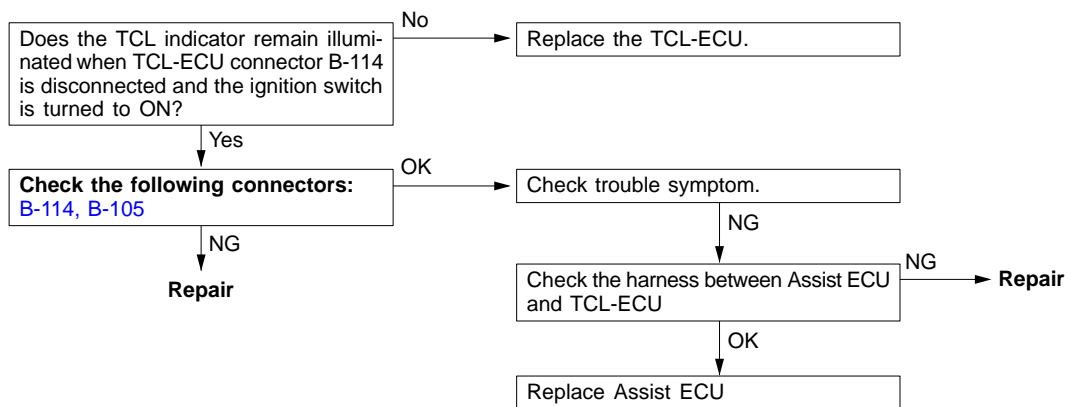 Does the TCL indicator remain illumi-
nated when TCL-ECU connector B-114
is disconnected and the ignition switch
is turned to ON?
No
Replace the TCL-ECU.
Yes
Check the following connectors:
B-114, B-105
OK
Check trouble symptom.
NG
Repair
NG
Check the harness between Assist ECU
and TCL-ECU
NG
Repair
OK
Replace Assist ECU